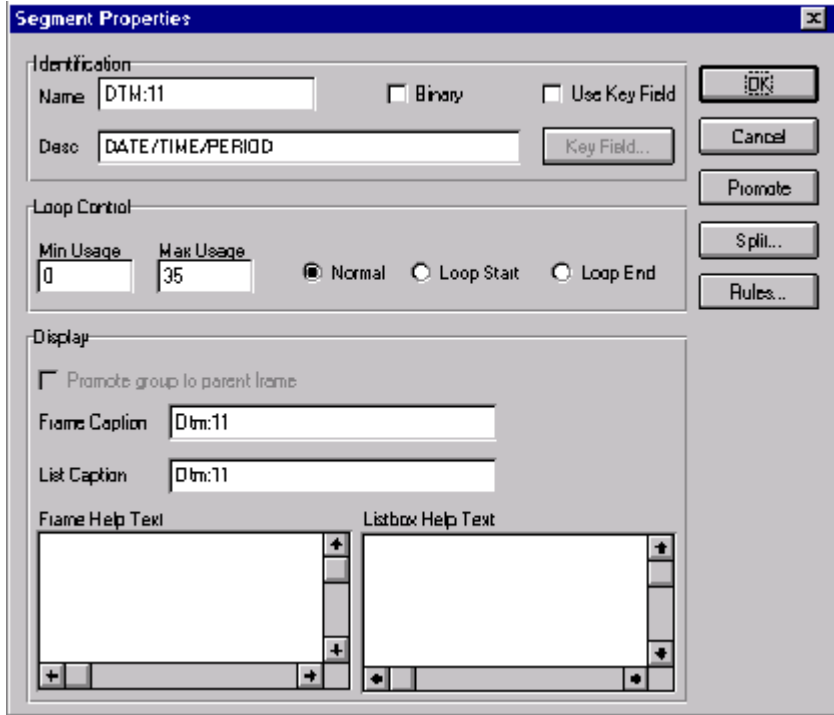 Segment Properties
Identification
Name DTM:11 Binary Use Key Field
Desc DATE/TIME/PERIOD Key Field...
OK
Cancel
Promote
Split...
Rules...
Loop Control
Min Usage Max Usage
0 35 Normal Loop Start Loop End
Display
Promote group to parent frame
Frame Caption Dtm:11
List Caption Dtm:11
Frame Help Text Listbox Help Text